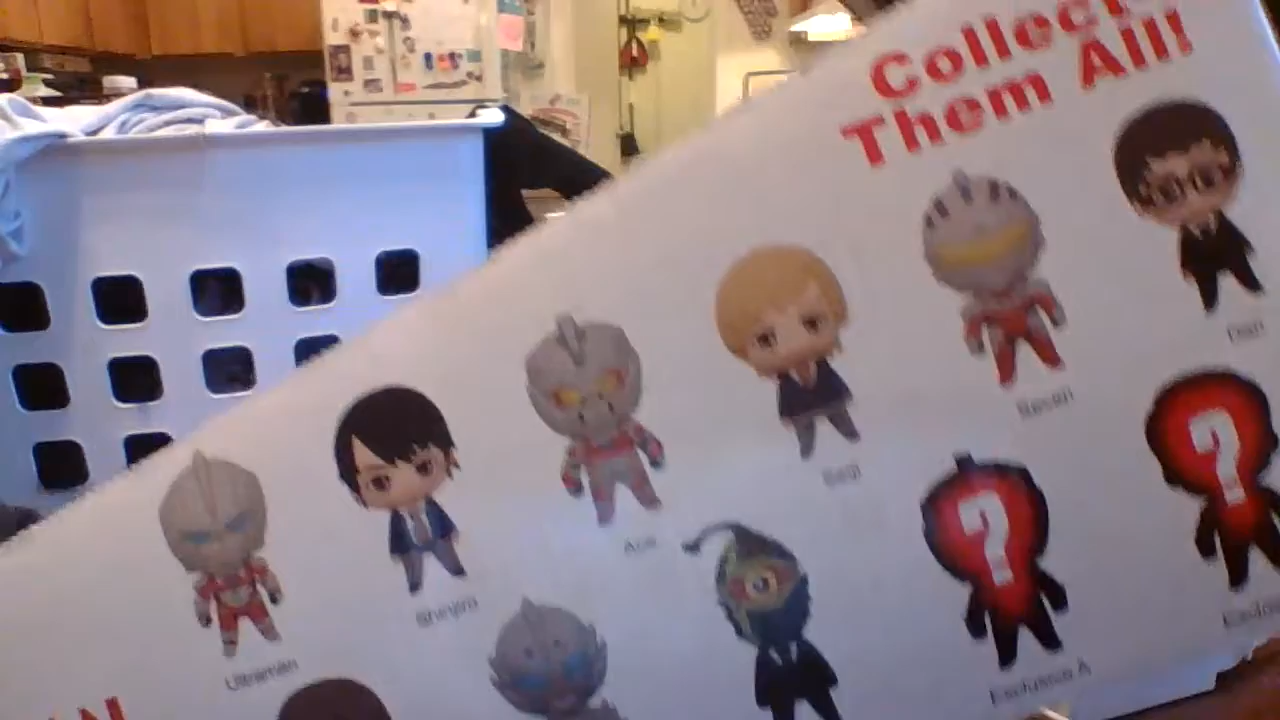 Collect
Them All!
Dan
Seven
Seiji
Ace
Shinjiro
Ultraman
Exclusive A